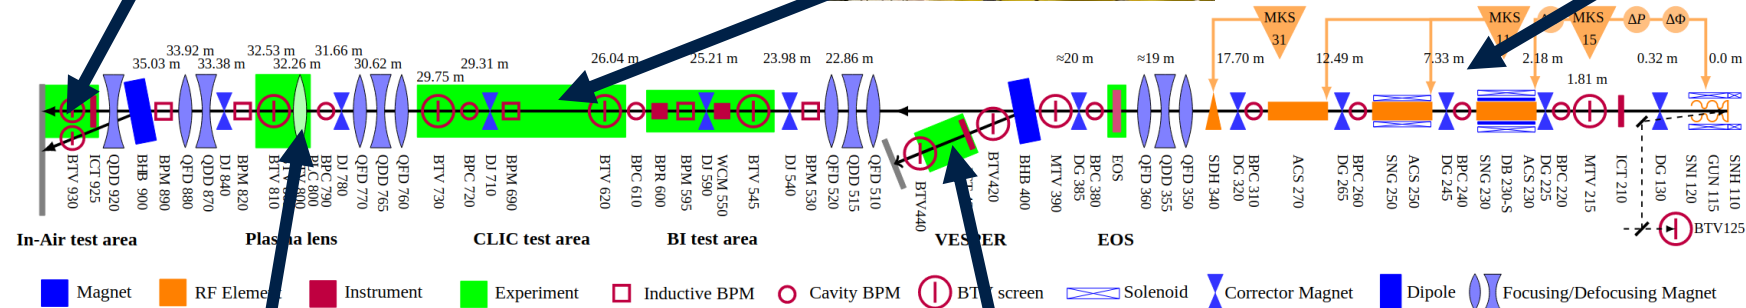 MKS
31
MKS
MKS
15
ΔP
ΔΦ
33.92 m
32.53 m
31.66 m
26.04 m
25.21 m
23.98 m
22.86 m
≈20 m
≈19 m
17.70 m
12.49 m
7.33 m
2.18 m
0.32 m
0.0 m
35.03 m
33.38 m
32.26 m
30.62 m
29.75 m
29.31 m
1.81 m
BTV 930
ICT 925
QDD 920
BHB 900
BPM 890
QFD 880
QDD 870
DJ 840
BPM 820
BTV 810
BPC 790
DJ 780
QFD 770
QDD 765
QFD 760
BTV 730
BPC 720
DJ 710
BPM 690
BTV 620
BPC 610
BPR 600
BPM 595
DJ 590
WCM 550
BTV 545
DJ 540
BPM 530
QFD 520
QDD 515
QFD 510
BTV440
BTV420
BHB 400
MTV 390
DG 385
BPC 380
EOS
QFD 360
QDD 355
QFD 350
SDH 340
DG 320
BPC 310
ACS 270
DG 265
BPC 260
SNG 250
ACS 250
DG 245
BPC 240
SNG 230
DB 230-S
ACS 230
DG 225
BPC 220
MTV 215
ICT 210
DG 130
SNI 120
GUN 115
SNH 110
BTV125
In-Air test area
Plasma lens
CLIC test area
BI test area
VESPER
EOS
Magnet
RF Element
Instrument
Experiment
Inductive BPM
Cavity BPM
BTV screen
Solenoid
Corrector Magnet
Dipole
Focusing/Defocusing Magnet